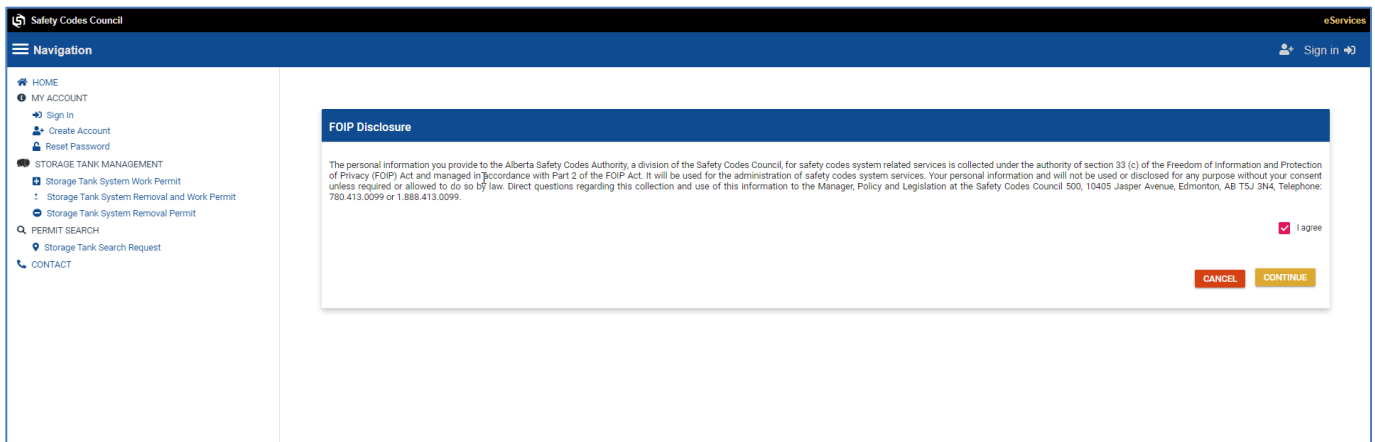 Safety Codes Council
eServices
Navigation
Sign in
HOME
MY ACCOUNT
Sign In
Create Account
Reset Password
STORAGE TANK MANAGEMENT
Storage Tank System Work Permit
Storage Tank System Removal and Work Permit
Storage Tank System Removal Permit
PERMIT SEARCH
Storage Tank Search Request
CONTACT
FOIP Disclosure
The personal information you provide to the Alberta Safety Codes Authority, a division of the Safety Codes Council, for safety codes system related services is collected under the authority of section 33 (c) of the Freedom of Information and Protection
of Privacy (FOIP) Act and managed in accordance with Part 2 of the FOIP Act. It will be used for the administration of safety codes system services. Your personal information and will not be used or disclosed for any purpose without your consent
unless required or allowed to do so by law. Direct questions regarding this collection and use of this information to the Manager, Policy and Legislation at the Safety Codes Council 500, 10405 Jasper Avenue, Edmonton, AB T5J 3N4, Telephone:
780.413.0099 or 1.888.413.0099.
I agree
CANCEL
CONTINUE